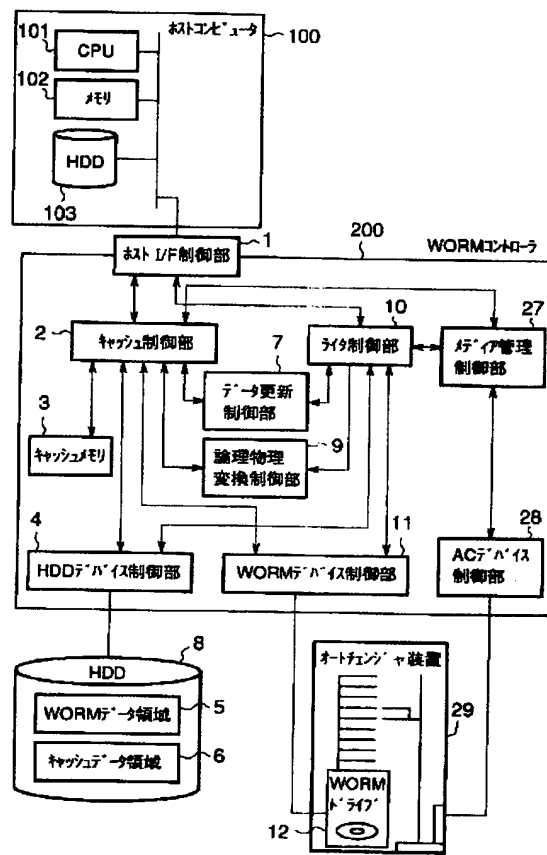 ホストコンピュータ
100
101
CPU
102
メモリ
HDD
103
1
200
ホスト I/F制御部
WORMコントローラ
2
キャッシュ制御部
10
ライタ制御部
27
メディア管理
制御部
7
データ更新
制御部
3
キャッシュメモリ
9
論理物理
変換制御部
4
HDDデバイス制御部
11
WORMデバイス制御部
28
ACデバイス
制御部
8
HDD
WORMデータ領域
5
キャッシュデータ領域
6
オートチェンジャ装置
29
WORM
ドライブ
12